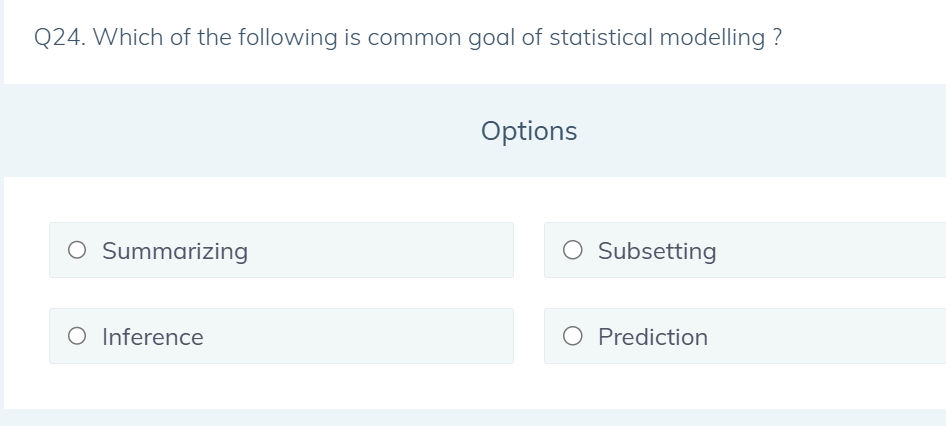 Q24. Which of the following is common goal of statistical modelling ?
Options
Summarizing
Subsetting
Inference
Prediction